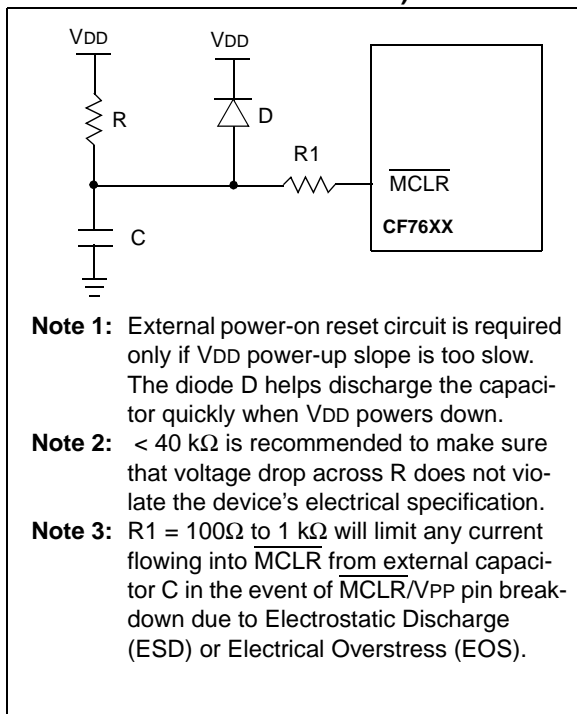 VDD
VDD
R
D
R1
C
MCLR
CF76XX
Note 1: External power-on reset circuit is required
only if VDD power-up slope is too slow.
The diode D helps discharge the capaci-
tor quickly when VDD powers down.
Note 2: < 40 kΩ is recommended to make sure
that voltage drop across R does not vio-
late the device's electrical specification.
Note 3: R1 = 100Ω to 1 kΩ will limit any current
flowing into MCLR from external capaci-
tor C in the event of MCLR/VPP pin break-
down due to Electrostatic Discharge
(ESD) or Electrical Overstress (EOS).